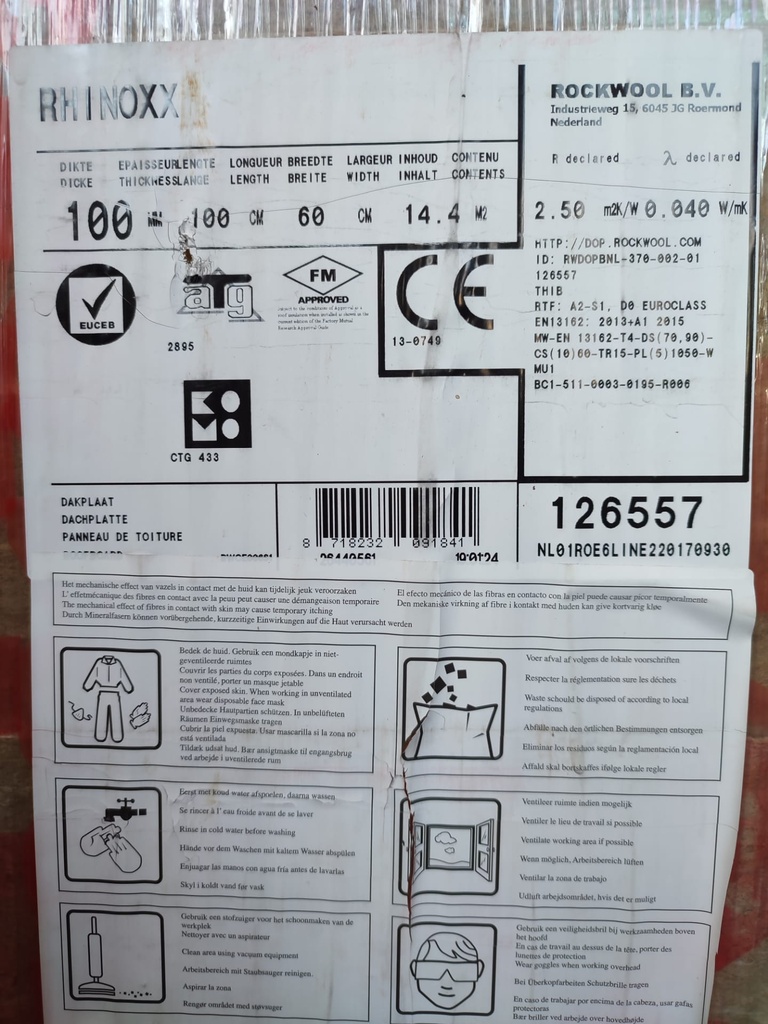 RHINOXX
ROCKWOOL B.V.
Industrieweg 15, 6045 JG Roermond
Nederland
DIKTE EPAISSEUR LENGTE LONGUEUR BREEDTE LARGEUR INHOUD CONTENU
DICKE THICKNESS LANGE LENGTH BREITE WIDTH INHALT CONTENTS
R declared λ declared
100 MM 100 CM 60 CM 14.4 M2
2.50 m2K/W 0.040 W/mK
HTTP://DOP.ROCKWOOL.COM
ID: RWDOPBNL-370-002-01
126557
THIB
RTF: A2-S1, D0 EUROCLASS
EN13162: 2013+A1 2015
MW-EN 13162-T4-DS(70,90)-
CS(10)60-TR15-PL(5)1050-W
MU1
BC1-511-0003-0195-R006
EUCEB
aTg
2895
FM
APPROVED
CE
13-0749
KOMO
CTG 433
DAKPLAAT
DACHPLATTE
PANNEAU DE TOITURE
8 718232 091841
19:01:24
126557
NL01ROE6LINE220170930
Het mechanische effect van vazels in contact met de huid kan tijdelijk jeuk veroorzaken
L' effetmécanique des fibres en contact avec la peuu peut causer une démangeaison temporaire
The mechanical effect of fibres in contact with skin may cause temporary itching
Durch Mineralfasern können vorübergehende, kurzzeitige Einwirkungen auf die Haut verursacht werden
El efecto mecánico de las fibras en contacto con la piel puede causar picor temporalmente
Den mekaniske virkning af fibre i kontakt med huden kan give kortvarig kløe
Bedek de huid. Gebruik een mondkapje in niet-
geventileerde ruimtes
Couvrir les parties du corps exposées. Dans un endroit
non ventilé, porter un masque jetable
Cover exposed skin. When working in unventilated
area wear disposable face mask
Unbedecke Hautpartien schützen. In unbelüfteten
Räumen Einwegsmaske tragen
Cubrir la piel expuesta. Usar mascarilla si la zona no
está ventilada
Tildæk udsat hud. Bær ansigtmaske til engangsbrug
ved arbejde i uventilerede rum
Voer afval af volgens de lokale voorschriften
Respecter la réglementation sure les déchets
Waste should be disposed of according to local
regulations
Abfälle nach den örtlichen Bestimmungen entsorgen
Eliminar los residuos según la reglamentación local
Affald skal bortskaffes ifølge lokale regler
Eerst met koud water afspoelen, daarna wassen
Se rincer à l' eau froide avant de se laver
Rinse in cold water before washing
Hände vor dem Waschen mit kaltem Wasser abspülen
Enjuagar las manos con agua fria antes de lavarlas
Skyl i koldt vand før vask
Ventileer ruimte indien mogelijk
Ventiler le lieu de travail si possible
Ventilate working area if possible
Wenn möglich, Arbeitsbereich lüften
Ventilar la zona de trabajo
Udluft arbejdsområdet, hvis det er muligt
Gebruik een stofzuiger voor het schoonmaken van de
werkplek
Nettoyer avec un aspirateur
Clean area using vacuum equipment
Arbeitsbereich mit Staubsauger reinigen.
Aspirar la zona
Rengør området med støvsuger
Gebruik een veiligheidsbril bij werkzaamheden boven
het hoofd
En cas de travail au dessus de la tête, porter des
lunettes de protection
Wear goggles when working overhead
Bei Überkopfarbeiten Schutzbrille tragen
En caso de trabajar por encima de la cabeza, usar gafas
protectoras
Bær briller ved arbejde over hovedhøjde